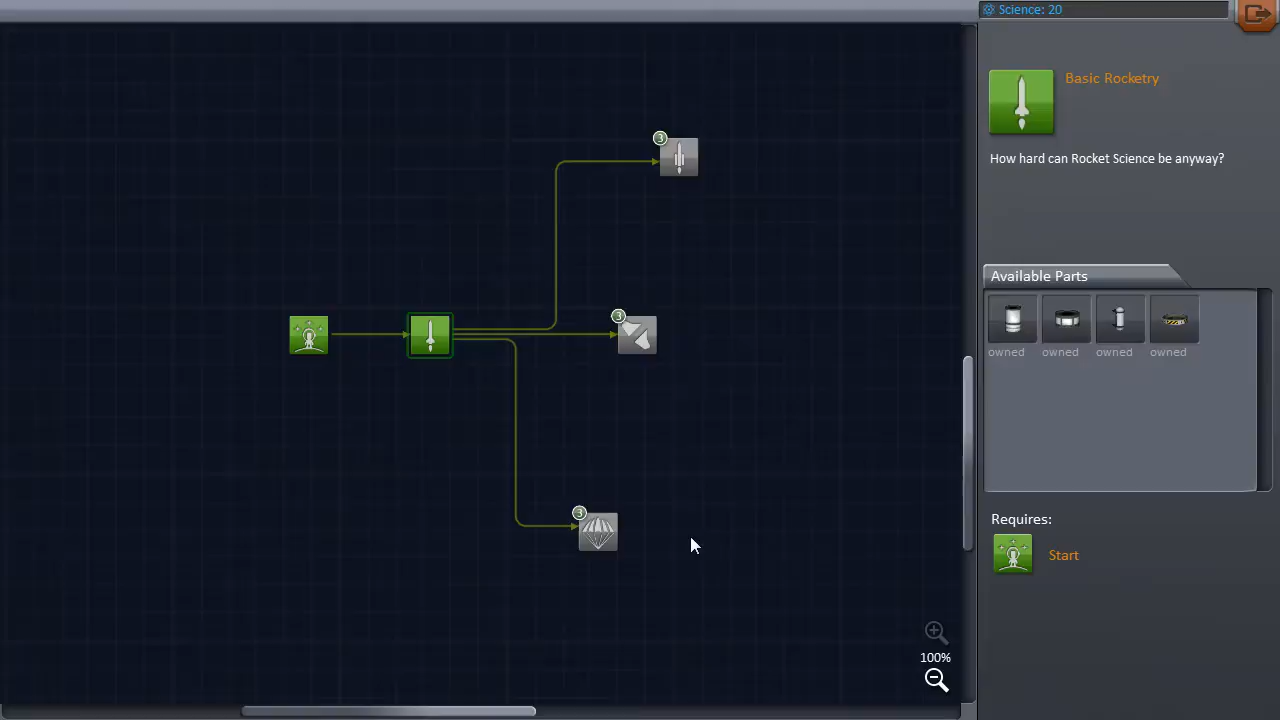 Science: 20
Basic Rocketry
How hard can Rocket Science be anyway?
3
3
3
Available Parts
owned owned owned owned
Requires:
Start
100%